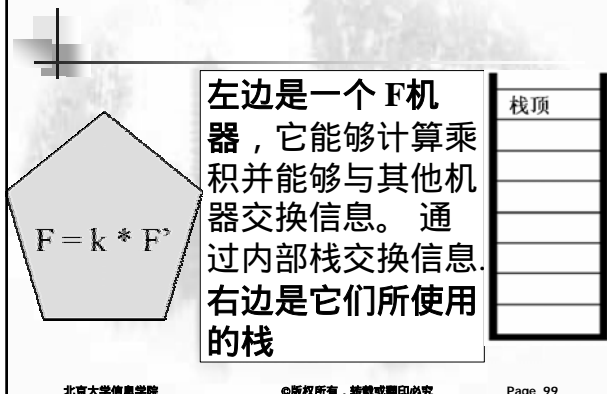 F = k * F’
左边是一个 F机
器，它能够计算乘
积并能够与其他机
器交换信息。 通
过内部栈交换信息.
右边是它们所使用
的栈
栈顶
北京大学信息学院
©版权所有，转载或翻印必究
Page 99